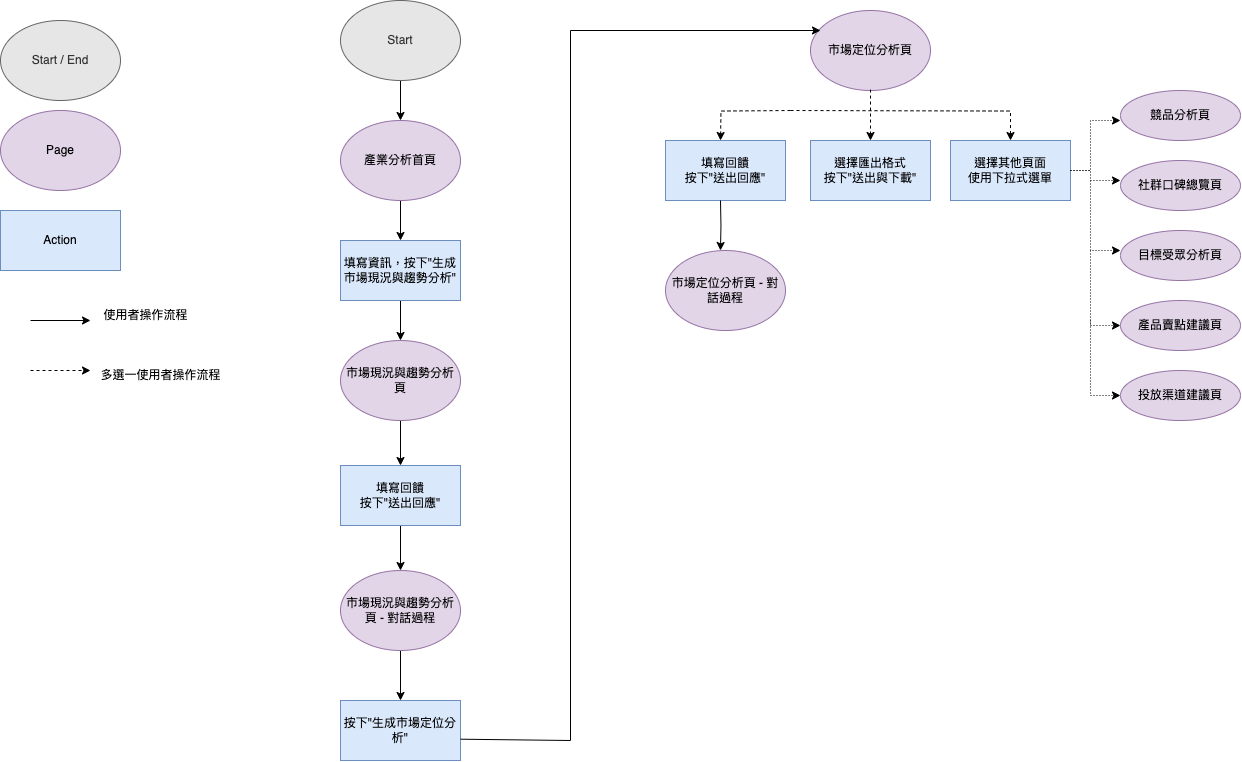 Start / End
Page
Action
使用者操作流程
多選一使用者操作流程
Start
產業分析首頁
填寫資訊，按下"生成
市場現況與趨勢分析"
市場現況與趨勢分析
頁
填寫回饋
按下"送出回應"
市場現況與趨勢分析
頁 - 對話過程
按下"生成市場定位分
析"
市場定位分析頁
填寫回饋
按下"送出回應"
選擇匯出格式
按下"送出與下載"
選擇其他頁面
使用下拉式選單
市場定位分析頁 - 對
話過程
競品分析頁
社群口碑總覽頁
目標受眾分析頁
產品賣點建議頁
投放渠道建議頁